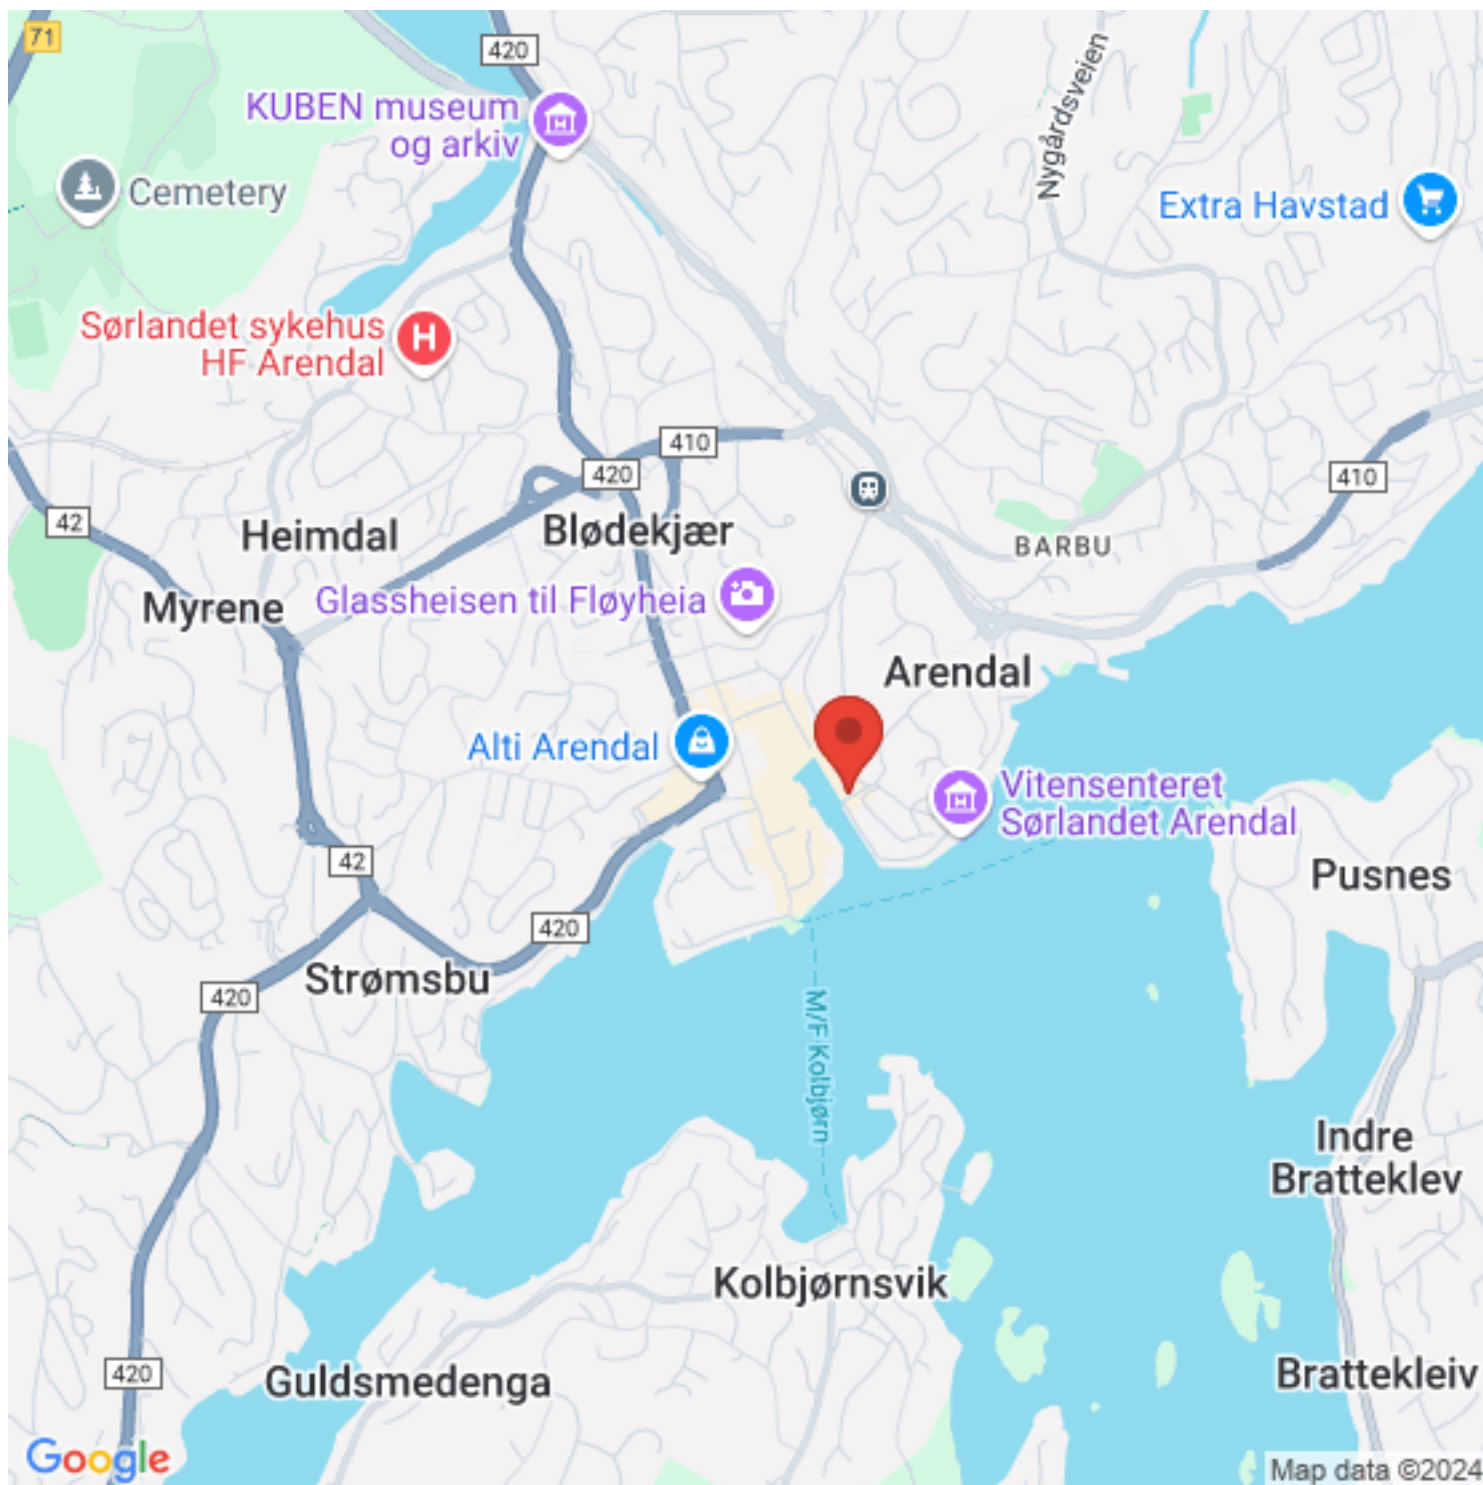 71
420
KUBEN museum
og arkiv
Nygårdsveien
Cemetery
Extra Havstad
Sørlandet sykehus
HF Arendal
410
420
410
42
Heimdal
Blødekjær
BARBU
Myrene
Glassheisen til Fløyheia
Arendal
Alti Arendal
Vitensenteret
Sørlandet Arendal
42
Pusnes
420
Strømsbu
420
M/F Kolbjørn
Indre
Bratteklev
Kolbjørnsvik
420
Guldsmedenga
Brattekleiv
Google
Map data ©2024